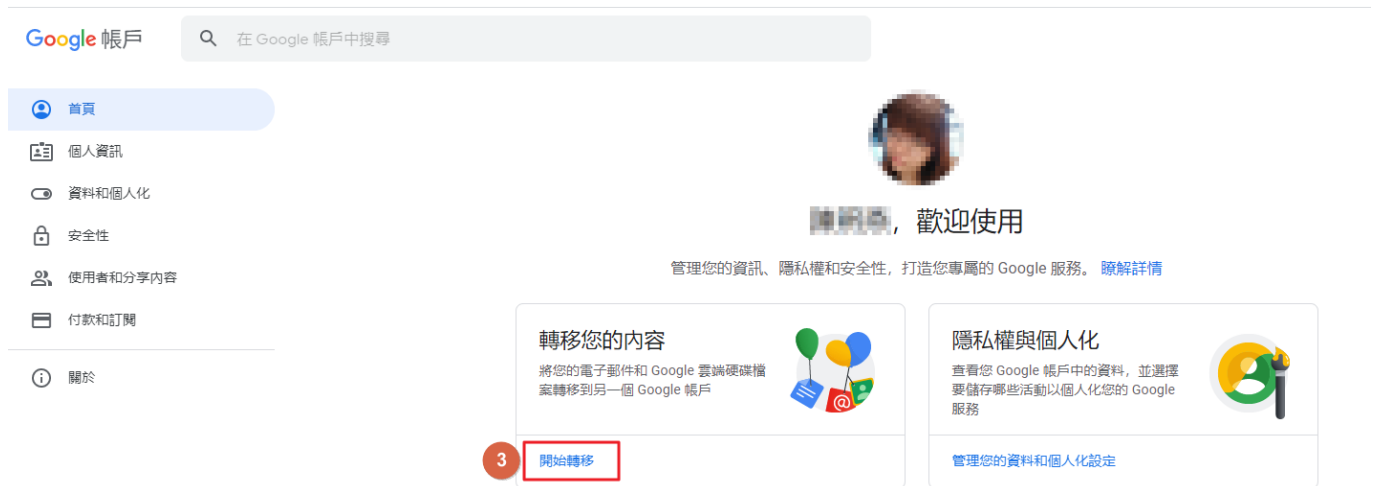 Google 帳戶
在 Google 帳戶中搜尋
首頁
個人資訊
資料和個人化
安全性
使用者和分享內容
付款和訂閱
關於
，歡迎使用
管理您的資訊、隱私權和安全性，打造您專屬的 Google 服務。 瞭解詳情
轉移您的內容
將您的電子郵件和 Google 雲端硬碟檔
案轉移到另一個 Google 帳戶
3
開始轉移
隱私權與個人化
查看您 Google 帳戶中的資料，並選擇
要儲存哪些活動以個人化您的 Google
服務
管理您的資料和個人化設定